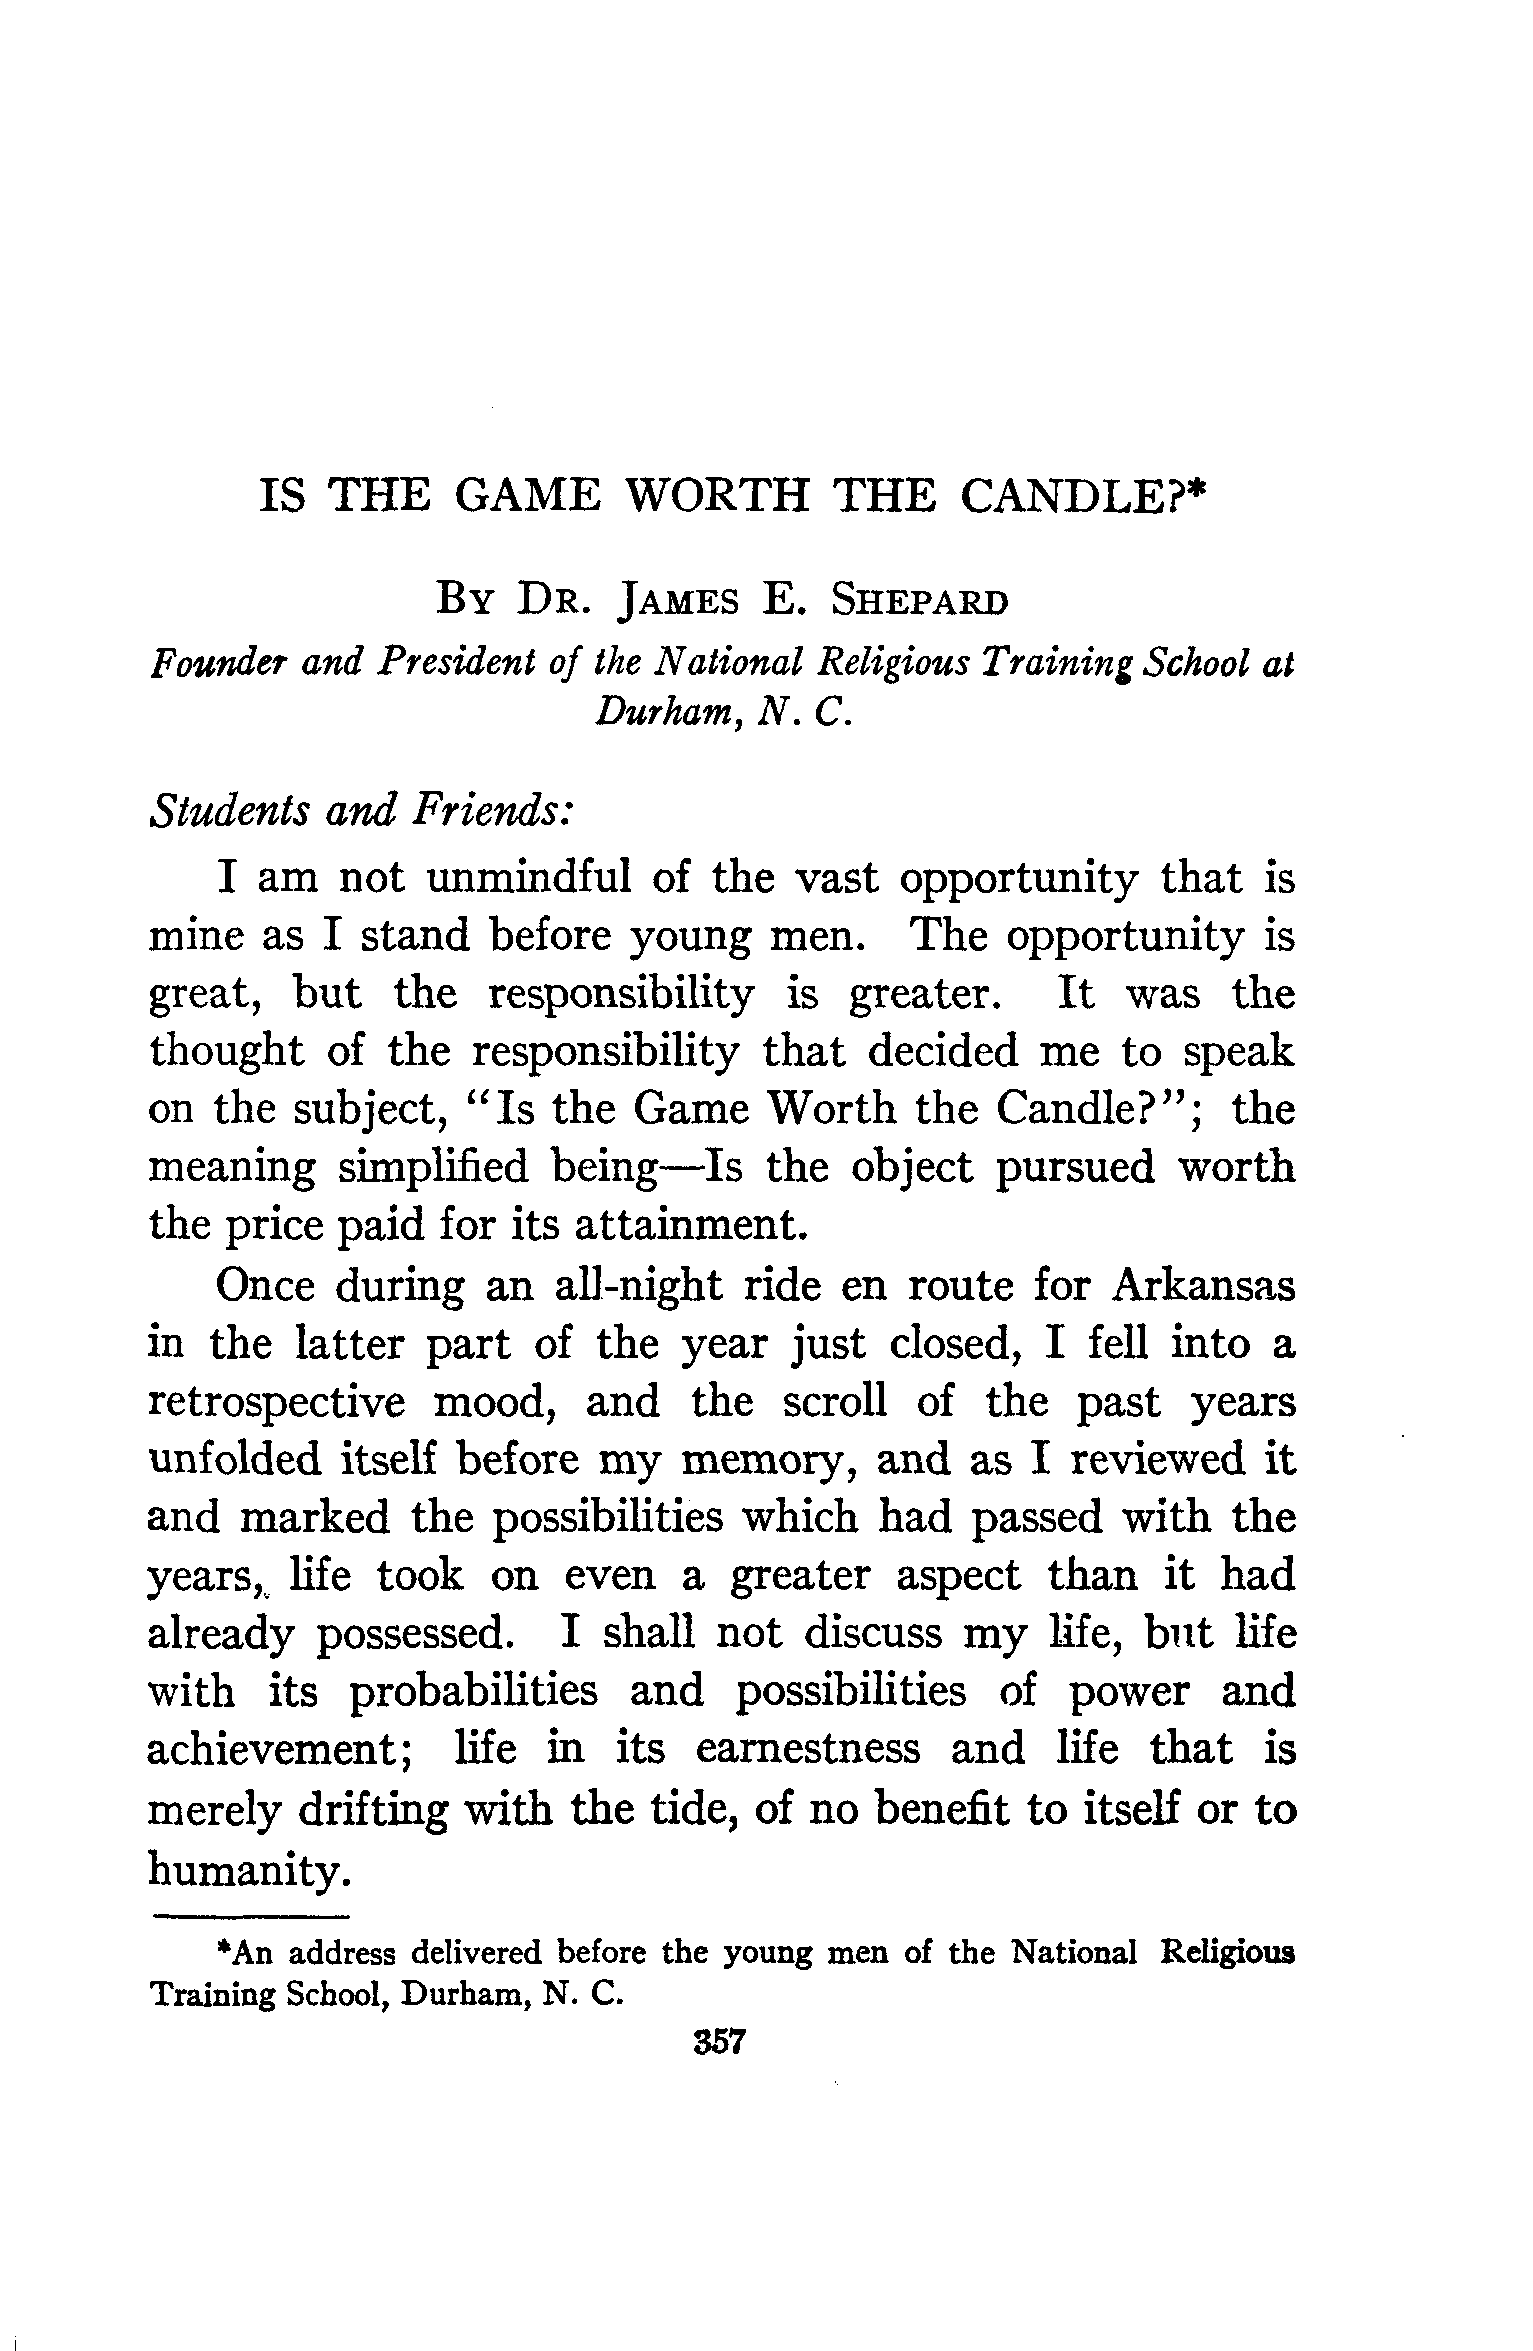 IS THE GAME WORTH THE CANDLE?*
BY DR. JAMES E. SHEPARD
Founder and President of the National Religious Training School at
Durham, N. C.
Students and Friends:
I am not unmindful of the vast opportunity that is
mine as I stand before young men. The opportunity is
great, but the responsibility is greater. It was the
thought of the responsibility that decided me to speak
on the subject, “Is the Game Worth the Candle?”; the
meaning simplified being—Is the object pursued worth
the price paid for its attainment.
Once during an all-night ride en route for Arkansas
in the latter part of the year just closed, I fell into a
retrospective mood, and the scroll of the past years
unfolded itself before my memory, and as I reviewed it
and marked the possibilities which had passed with the
years, life took on even a greater aspect than it had
already possessed. I shall not discuss my life, but life
with its probabilities and possibilities of power and
achievement; life in its earnestness and life that is
merely drifting with the tide, of no benefit to itself or to
humanity.
*An address delivered before the young men of the National Religious
Training School, Durham, N. C.
357